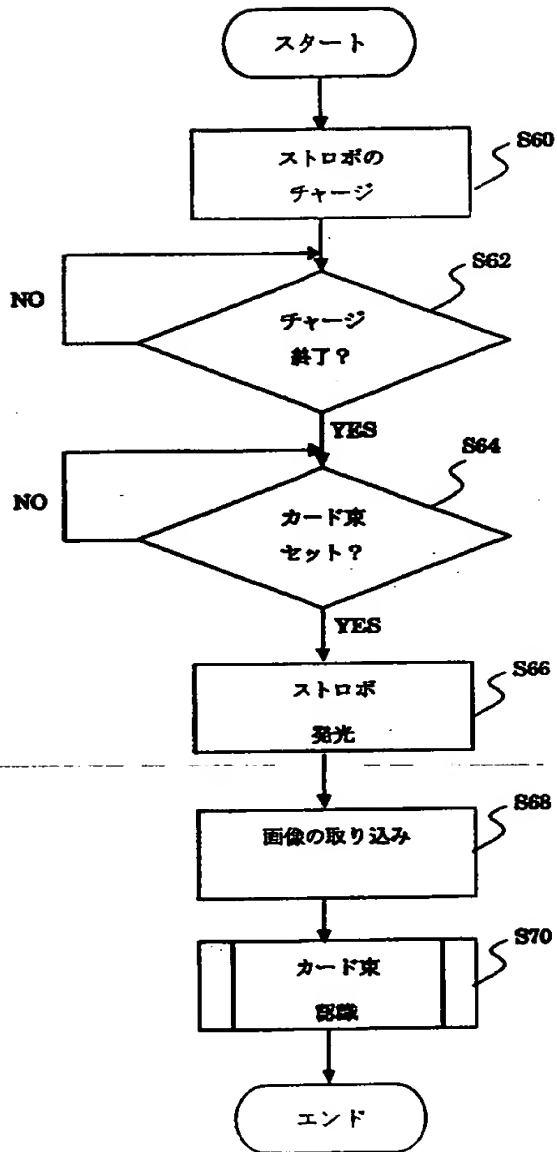 スタート
ストロボの
チャージ
S60
S62
チャージ
終了？
NO
YES
S64
カード束
セット？
NO
YES
ストロボ
発光
S66
画像の取り込み
S68
カード束
認識
S70
エンド